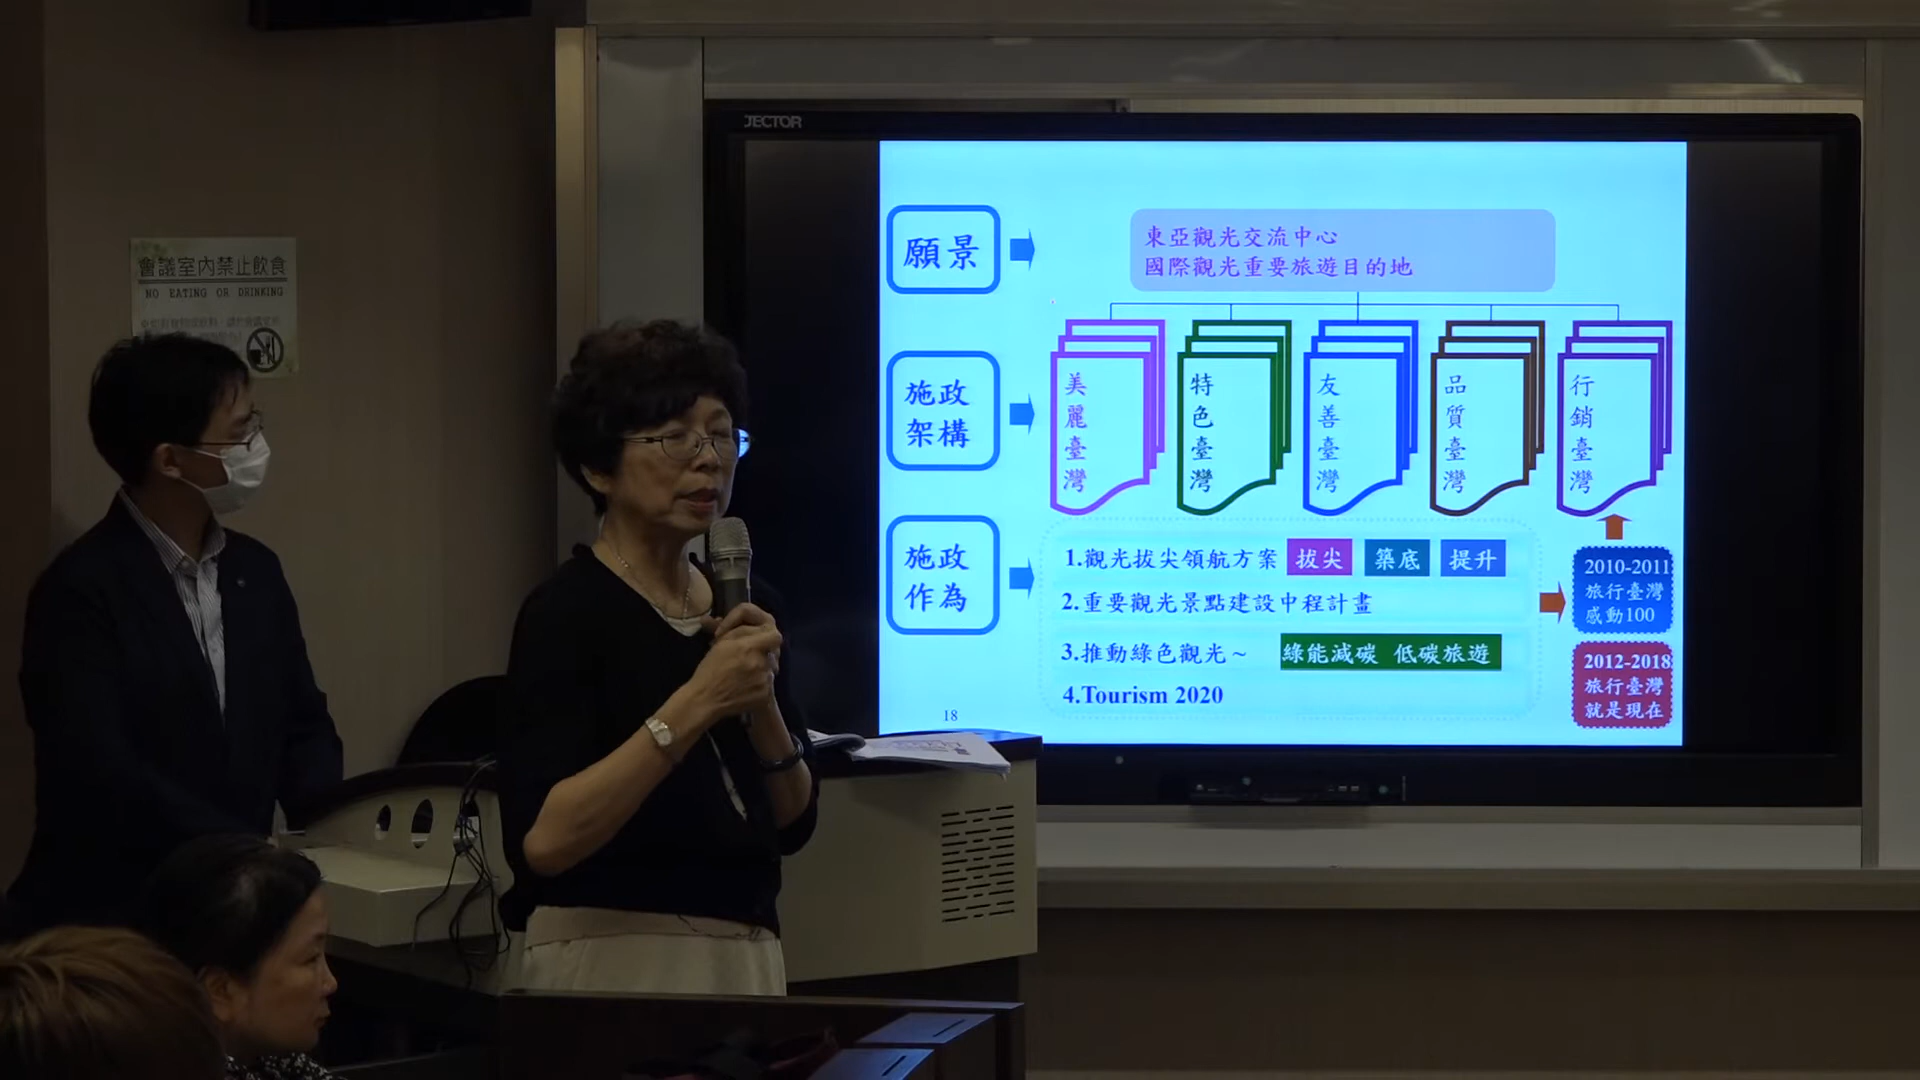 JECTOR
會議室內禁止飲食
NO EATING OR DRINKING
願景
東亞觀光交流中心
國際觀光重要旅遊目的地
施政
架構
美麗臺灣
特色臺灣
友善臺灣
品質臺灣
行銷臺灣
施政
作為
1.觀光拔尖領航方案 拔尖 築底 提升
2.重要觀光景點建設中程計畫
3.推動綠色觀光~ 綠能減碳 低碳旅遊
4.Tourism 2020
2010-2011
旅行臺灣
感動100
2012-2018
旅行臺灣
就是現在
18